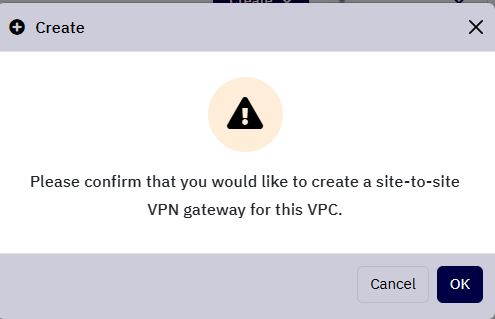 Create
Please confirm that you would like to create a site-to-site
VPN gateway for this VPC.
Cancel
OK